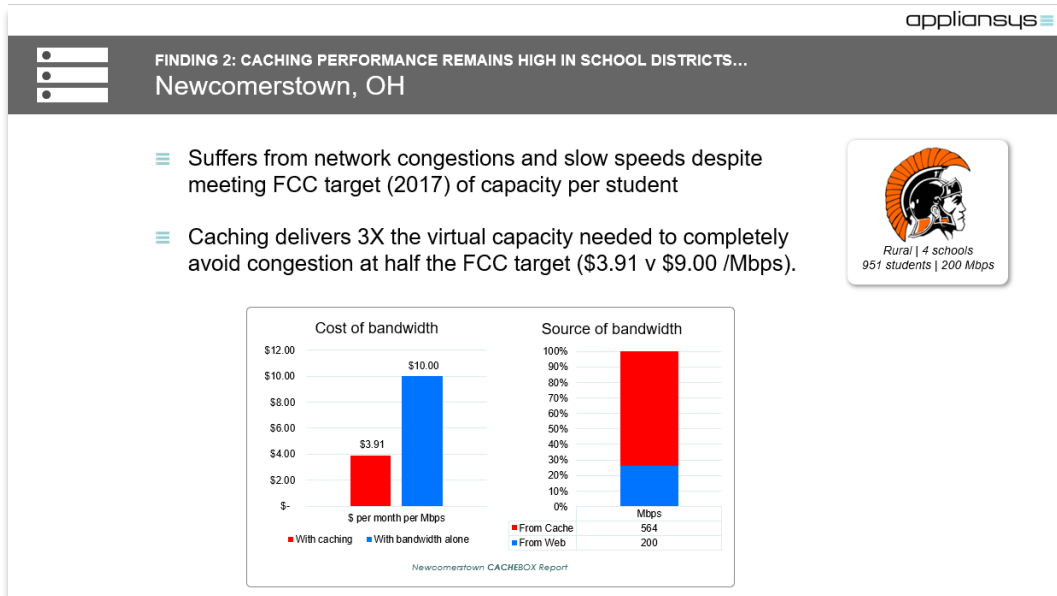 appliansys
FINDING 2: CACHING PERFORMANCE REMAINS HIGH IN SCHOOL DISTRICTS...
Newcomerstown, OH
Suffers from network congestions and slow speeds despite
meeting FCC target (2017) of capacity per student
Caching delivers 3X the virtual capacity needed to completely
avoid congestion at half the FCC target ($3.91 v $9.00 /Mbps).
Rural | 4 schools
951 students | 200 Mbps
Cost of bandwidth
$12.00
$10.00
$8.00
$6.00
$4.00
$2.00
$-
$3.91
$10.00
$ per month per Mbps
With caching
With bandwidth alone
Source of bandwidth
100%
90%
80%
70%
60%
50%
40%
30%
20%
10%
0%
Mbps
From Cache 564
From Web 200
Newcomerstown CACHEBOX Report